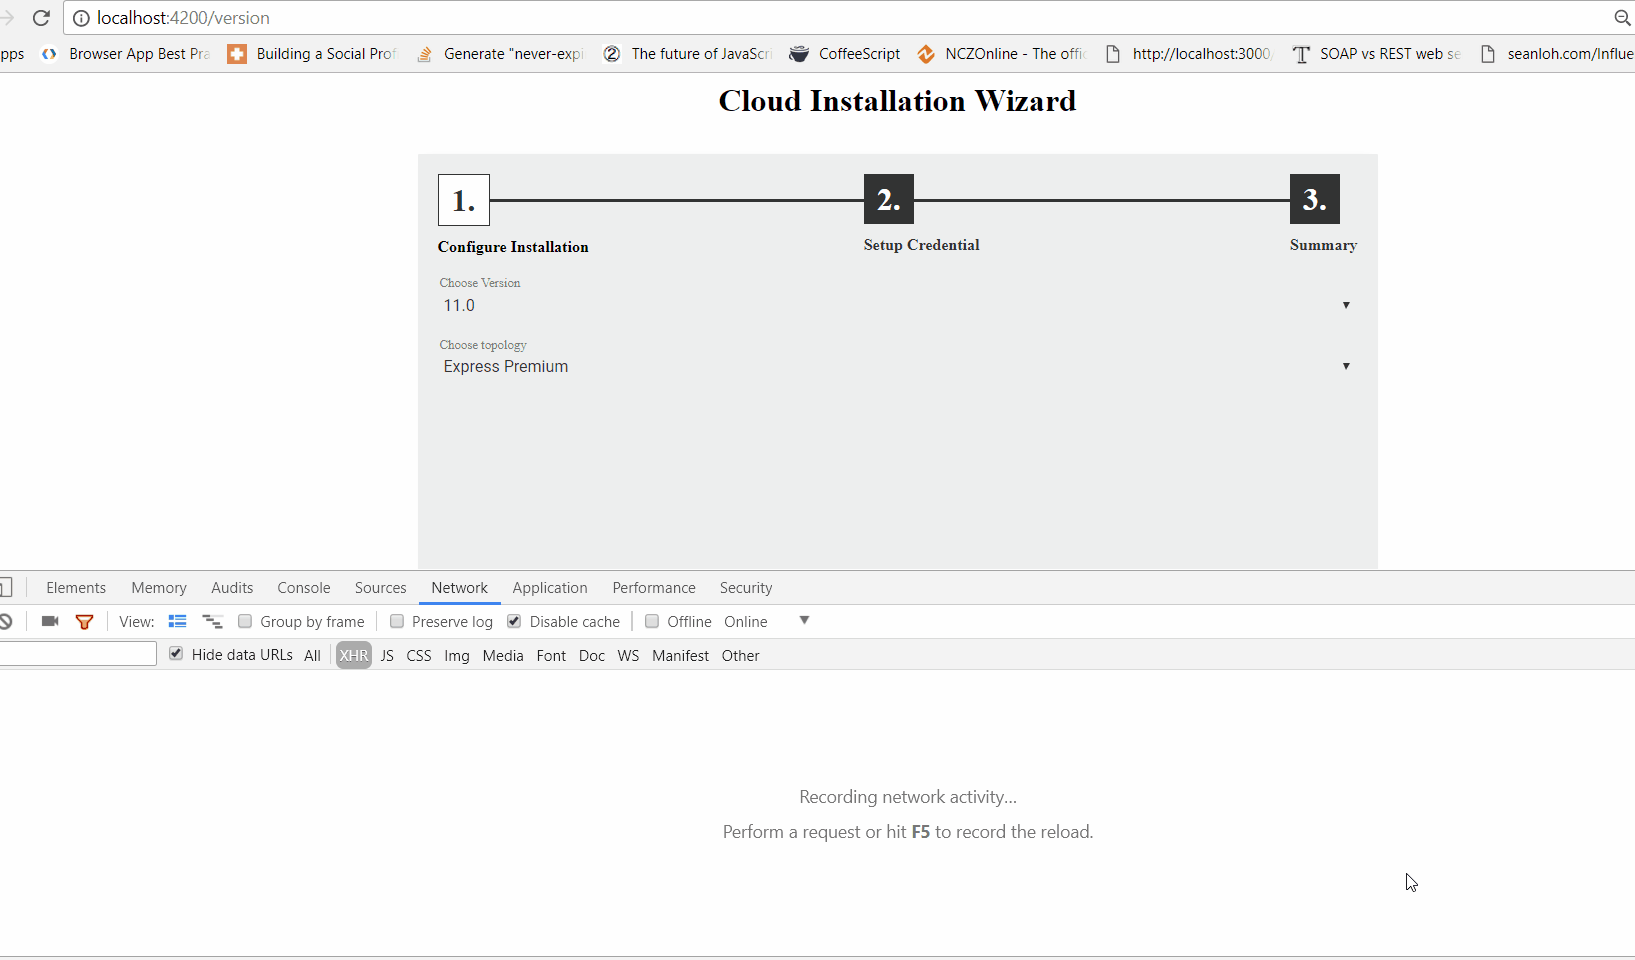 localhost:4200/version
pps Browser App Best Pra Building a Social Prof Generate "never-expi The future of JavaScri CoffeeScript NCZOnline - The offic http://localhost:3000/ SOAP vs REST web se seanloh.com/Influe
Cloud Installation Wizard
1. 2. 3.
Configure Installation Setup Credential Summary
Choose Version
11.0
Choose topology
Express Premium
Elements Memory Audits Console Sources Network Application Performance Security
View: Group by frame Preserve log Disable cache Offline Online
Hide data URLs All XHR JS CSS Img Media Font Doc WS Manifest Other
Recording network activity...
Perform a request or hit F5 to record the reload.